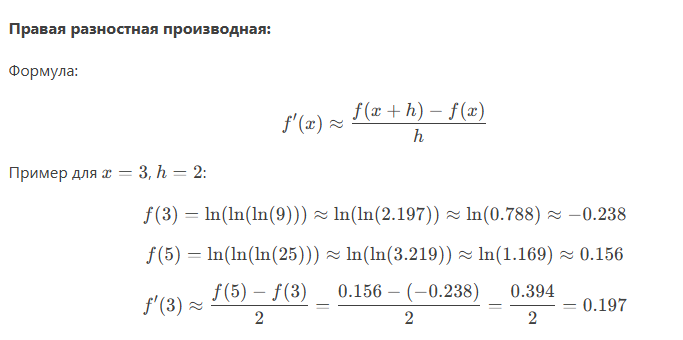 Правая разностная производная:
Формула:
f′(x) ≈ (f(x + h) − f(x)) / h
Пример для x = 3, h = 2:
f(3) = ln(ln(ln(9))) ≈ ln(ln(2.197)) ≈ ln(0.788) ≈ −0.238
f(5) = ln(ln(ln(25))) ≈ ln(ln(3.219)) ≈ ln(1.169) ≈ 0.156
f′(3) ≈ (f(5) − f(3)) / 2 = (0.156 − (−0.238)) / 2 = 0.394 / 2 = 0.197